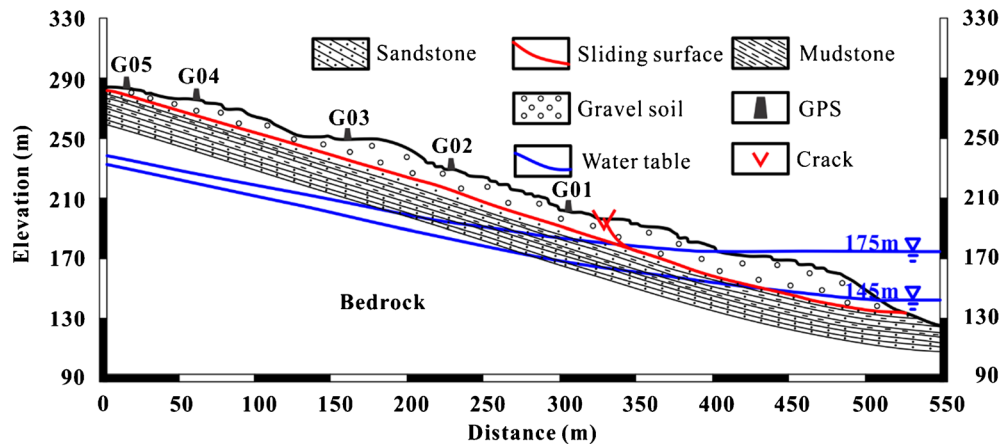 330 330
Sandstone Sliding surface Mudstone
G05
G04
290 290
Gravel soil GPS
G03
250 250
G02
Water table Crack
G01
210 210
175m
170 170
145m
Bedrock
130 130
90 90
0 50 100 150 200 250 300 350 400 450 500 550
Distance (m)
Elevation (m)